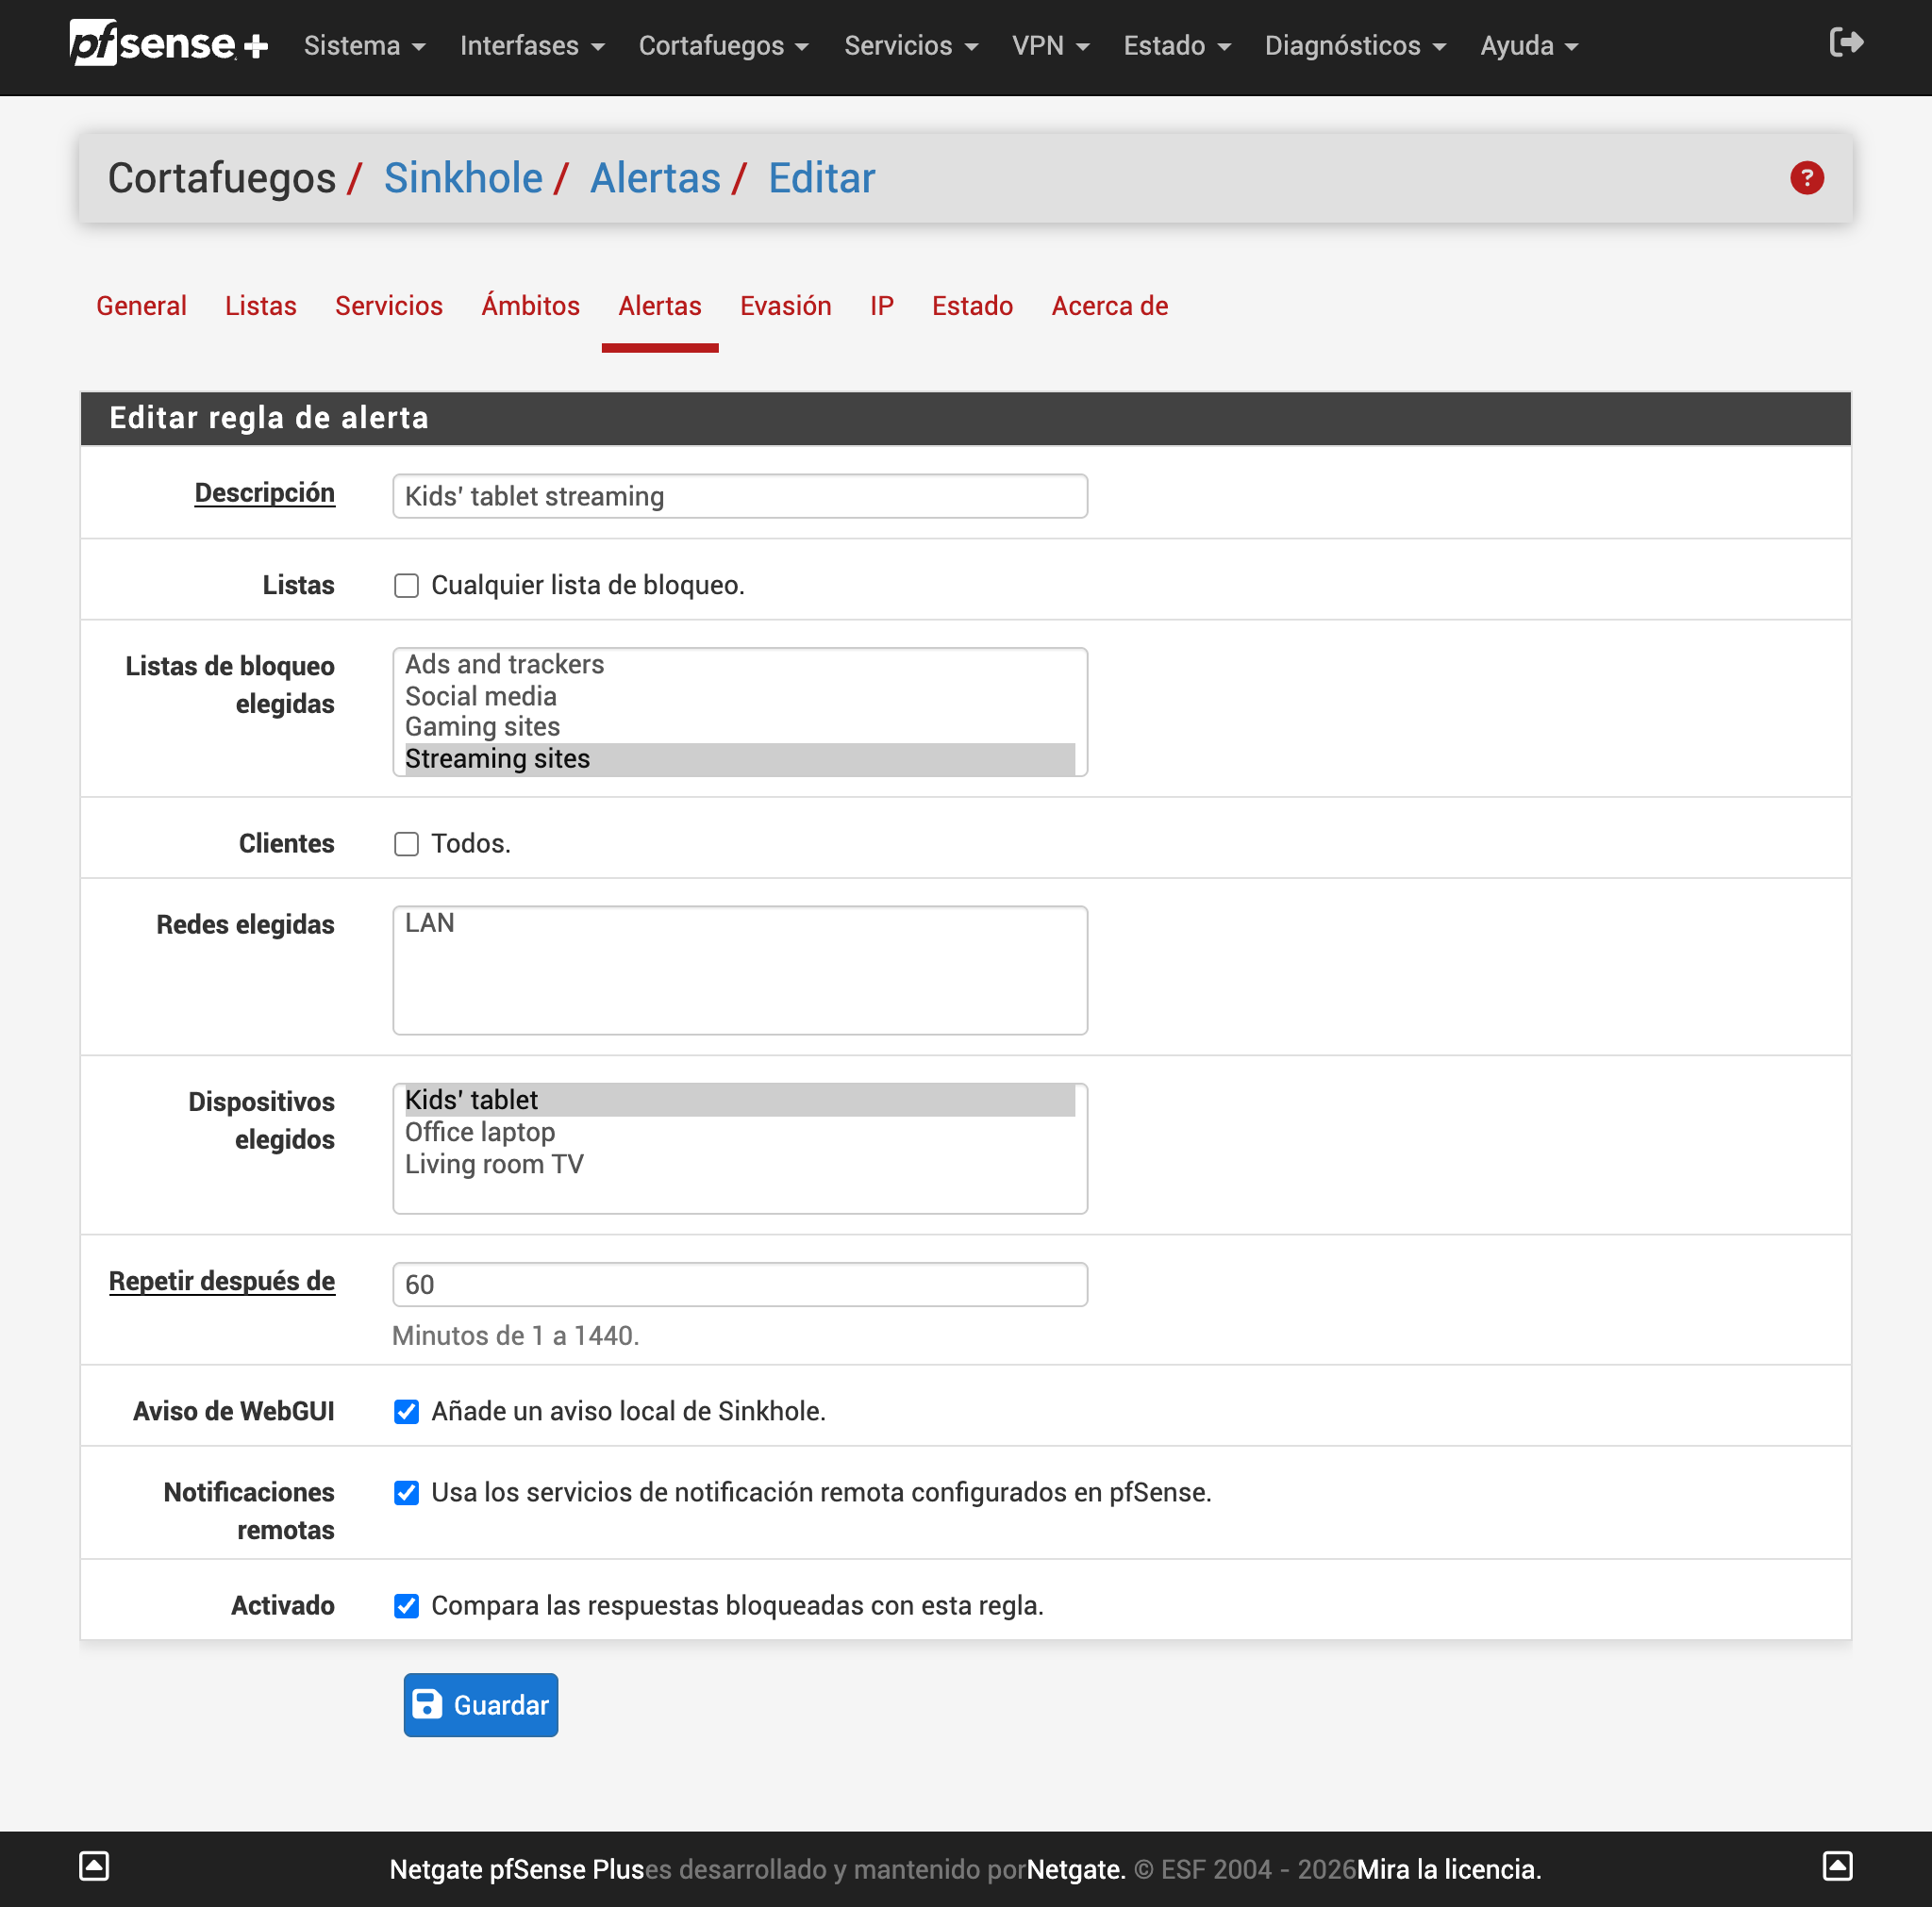 pfsense +
Sistema Interfases Cortafuegos Servicios VPN Estado Diagnósticos Ayuda
Cortafuegos / Sinkhole / Alertas / Editar
?
General Listas Servicios Ámbitos Alertas Evasión IP Estado Acerca de
Editar regla de alerta
Descripción Kids' tablet streaming
Listas Cualquier lista de bloqueo.
Listas de bloqueo
elegidas
Ads and trackers
Social media
Gaming sites
Streaming sites
Clientes Todos.
Redes elegidas LAN
Dispositivos
elegidos
Kids' tablet
Office laptop
Living room TV
Repetir después de 60
Minutos de 1 a 1440.
Aviso de WebGUI Añade un aviso local de Sinkhole.
Notificaciones
remotas
Usa los servicios de notificación remota configurados en pfSense.
Activado Compara las respuestas bloqueadas con esta regla.
Guardar
Netgate pfSense Pluses desarrollado y mantenido porNetgate. © ESF 2004 - 2026Mira la licencia.